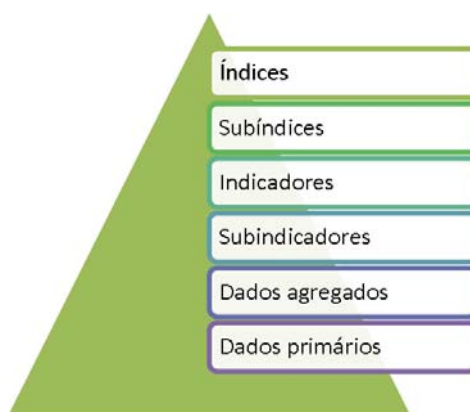 Índices
Subíndices
Indicadores
Subindicadores
Dados agregados
Dados primários